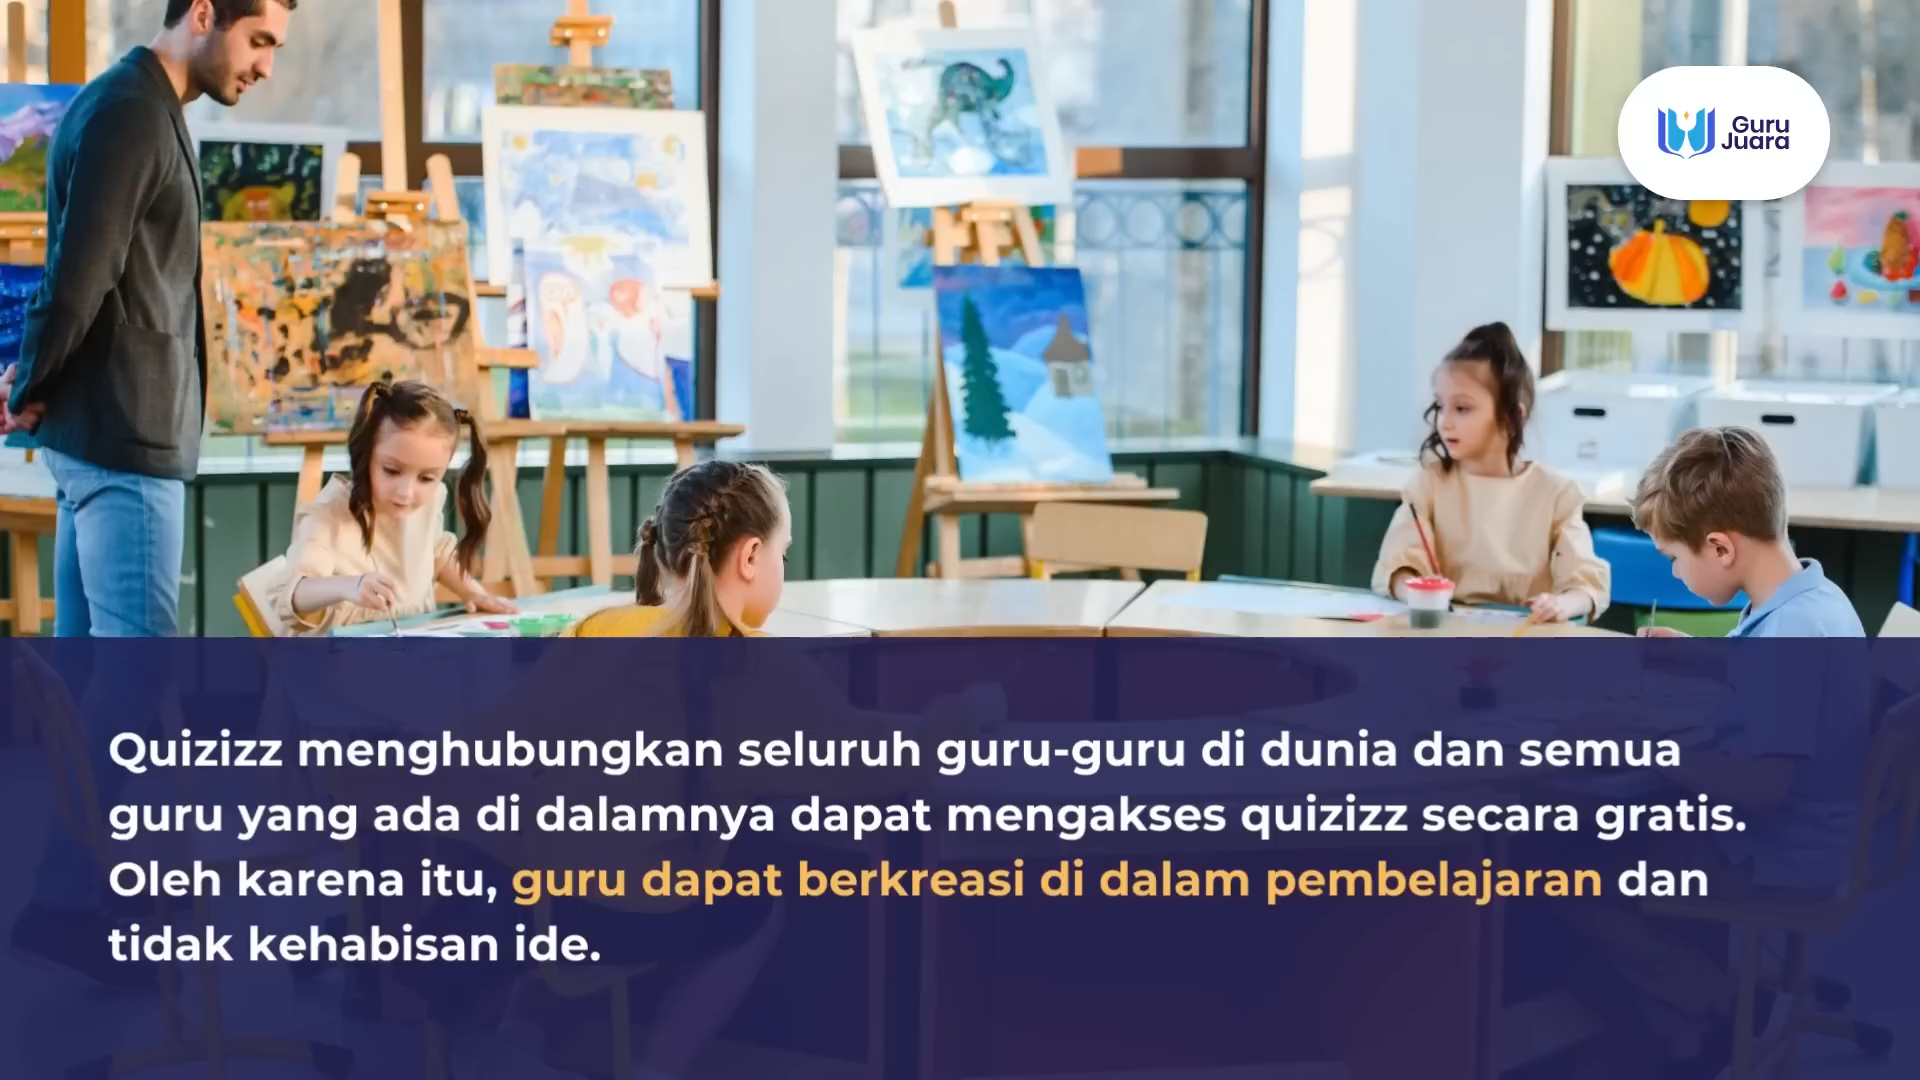 Guru
Juara
Quizizz menghubungkan seluruh guru-guru di dunia dan semua
guru yang ada di dalamnya dapat mengakses quizizz secara gratis.
Oleh karena itu, guru dapat berkreasi di dalam pembelajaran dan
tidak kehabisan ide.